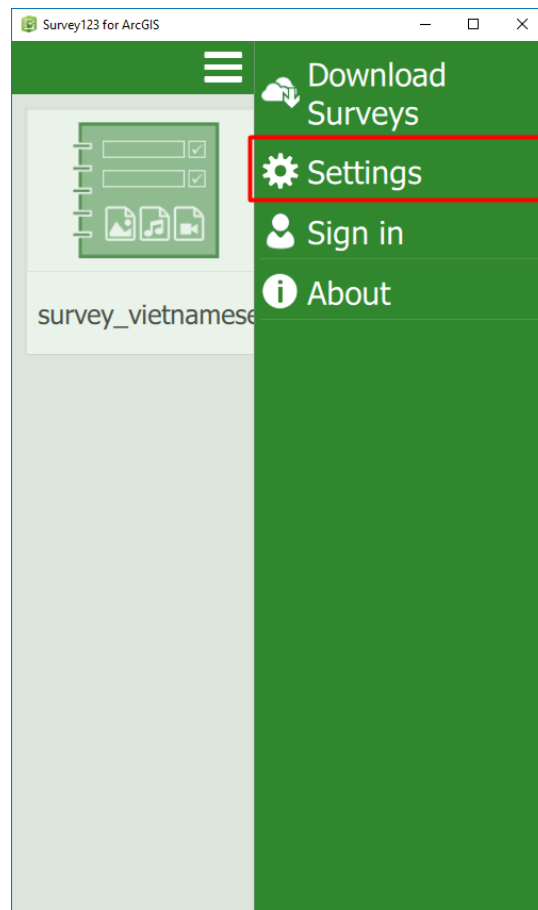 Survey123 for ArcGIS
Download
Surveys
Settings
Sign in
About
survey_vietnamese